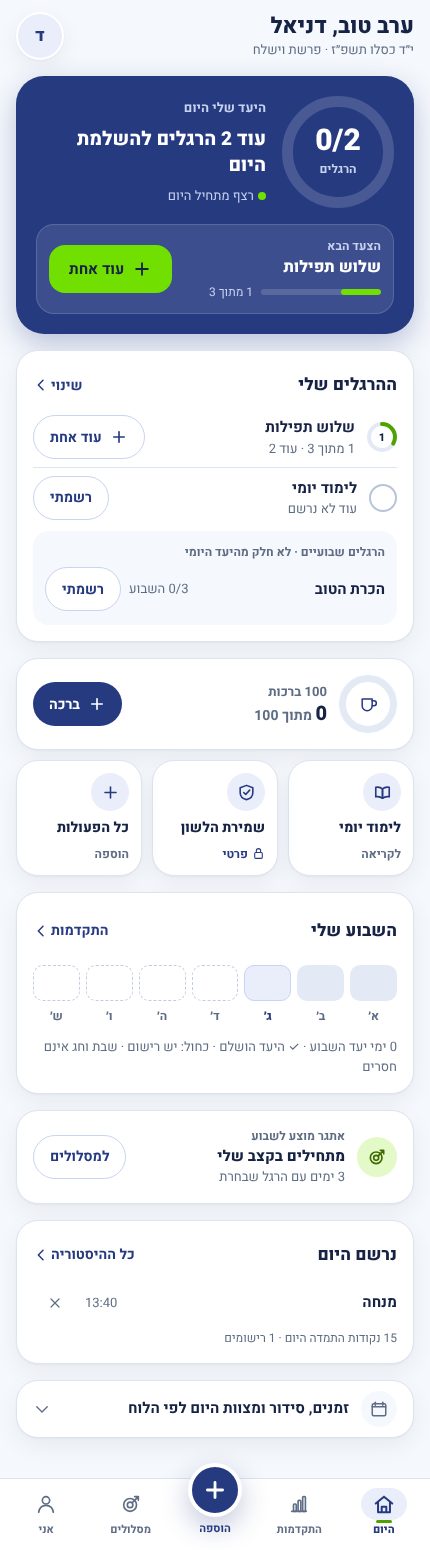 ערב טוב, דניאל
י״ד כסלו תשפ״ז · פרשת וישלח
ד
0/2
הרגלים
היעד שלי היום
עוד 2 הרגלים להשלמת
היום
רצף מתחיל היום
הצעד הבא
שלוש תפילות
1 מתוך 3
עוד אחת
ההרגלים שלי
שינוי
1
שלוש תפילות
1 מתוך 3 · עוד 2
עוד אחת
לימוד יומי
עוד לא נרשם
רשמתי
הרגלים שבועיים · לא חלק מהיעד היומי
הכרת הטוב
0/3 השבוע
רשמתי
100 ברכות
0 מתוך 100
ברכה
לימוד יומי
לקריאה
שמירת הלשון
פרטי
כל הפעולות
הוספה
השבוע שלי
התקדמות
א׳
ב׳
ג׳
ד׳
ה׳
ו׳
ש׳
0 ימי יעד השבוע · ✓ היעד הושלם · כחול: יש רישום · שבת וחג אינם
חסרים
אתגר מוצע לשבוע
מתחילים בקצב שלי
3 ימים עם הרגל שבחרת
למסלולים
נרשם היום
כל ההיסטוריה
מנחה
13:40
15 נקודות התמדה היום · 1 רישומים
זמנים, סידור ומצוות היום לפי הלוח
היום
התקדמות
הוספה
מסלולים
אני